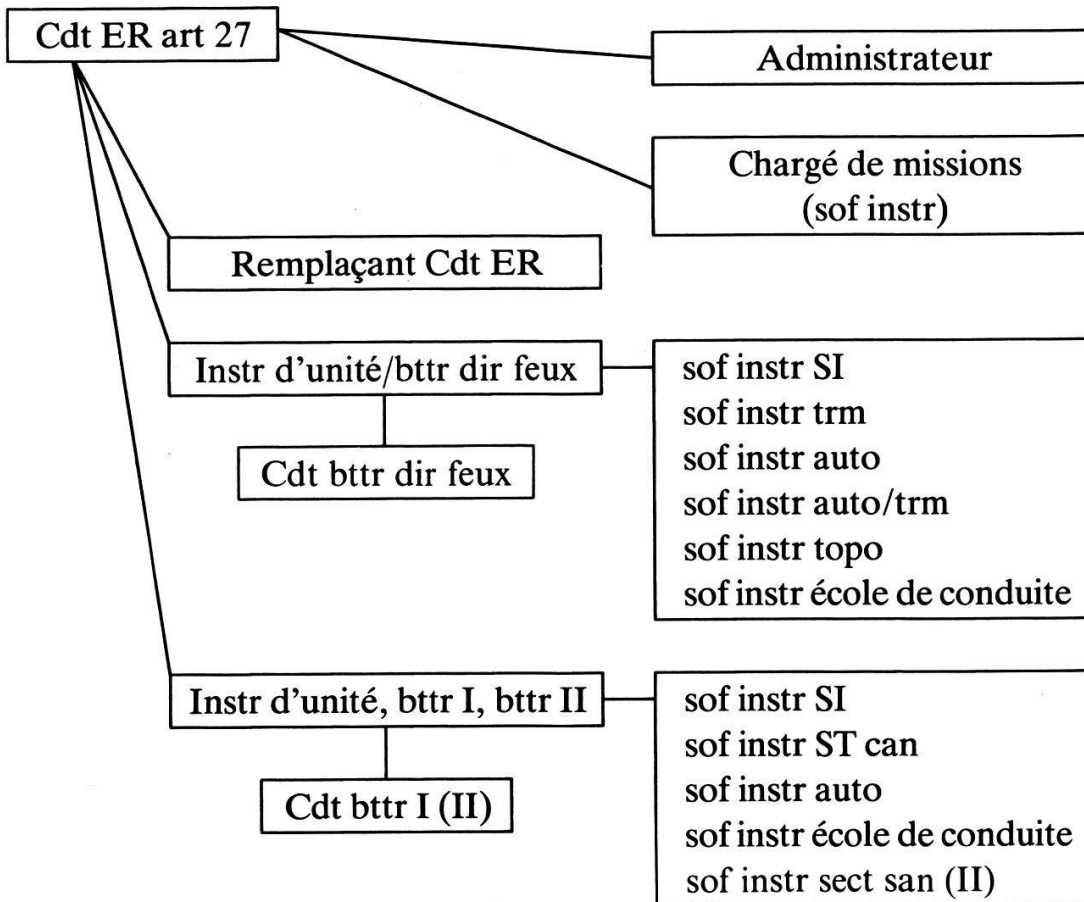 Cdt ER art 27
Administrateur
Chargé de missions
(sof instr)
Remplaçant Cdt ER
Instr d'unité/bttr dir feux
Cdt bttr dir feux
sof instr SI
sof instr trm
sof instr auto
sof instr auto/trm
sof instr topo
sof instr école de conduite
Instr d'unité, bttr I, bttr II
Cdt bttr I (II)
sof instr SI
sof instr ST can
sof instr auto
sof instr école de conduite
sof instr sect san (II)